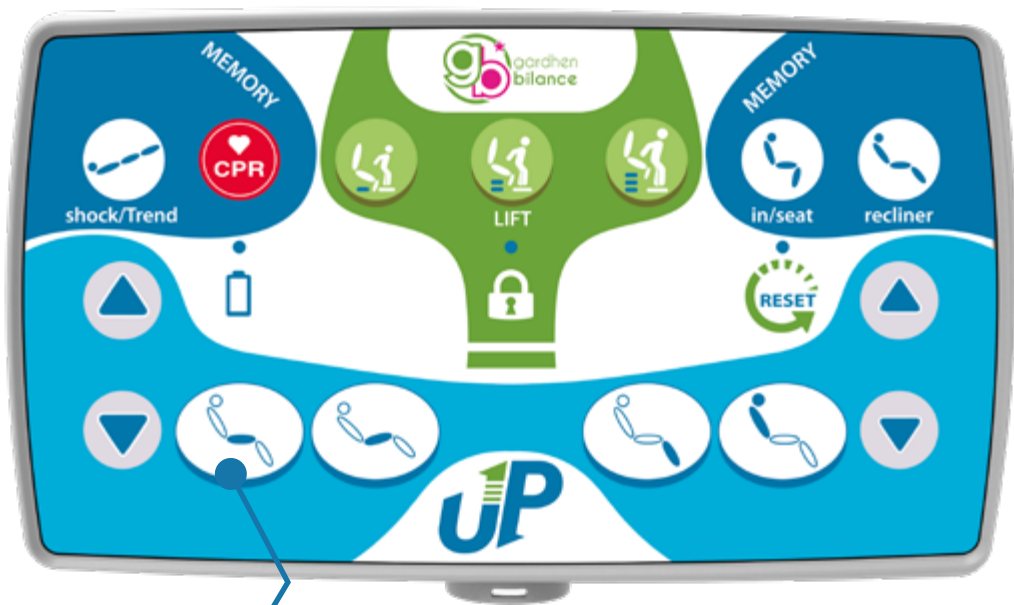 MEMORY
gardhen
bilance
MEMORY
CPR
shock/Trend
LIFT
in/seat
recliner
RESET
UP